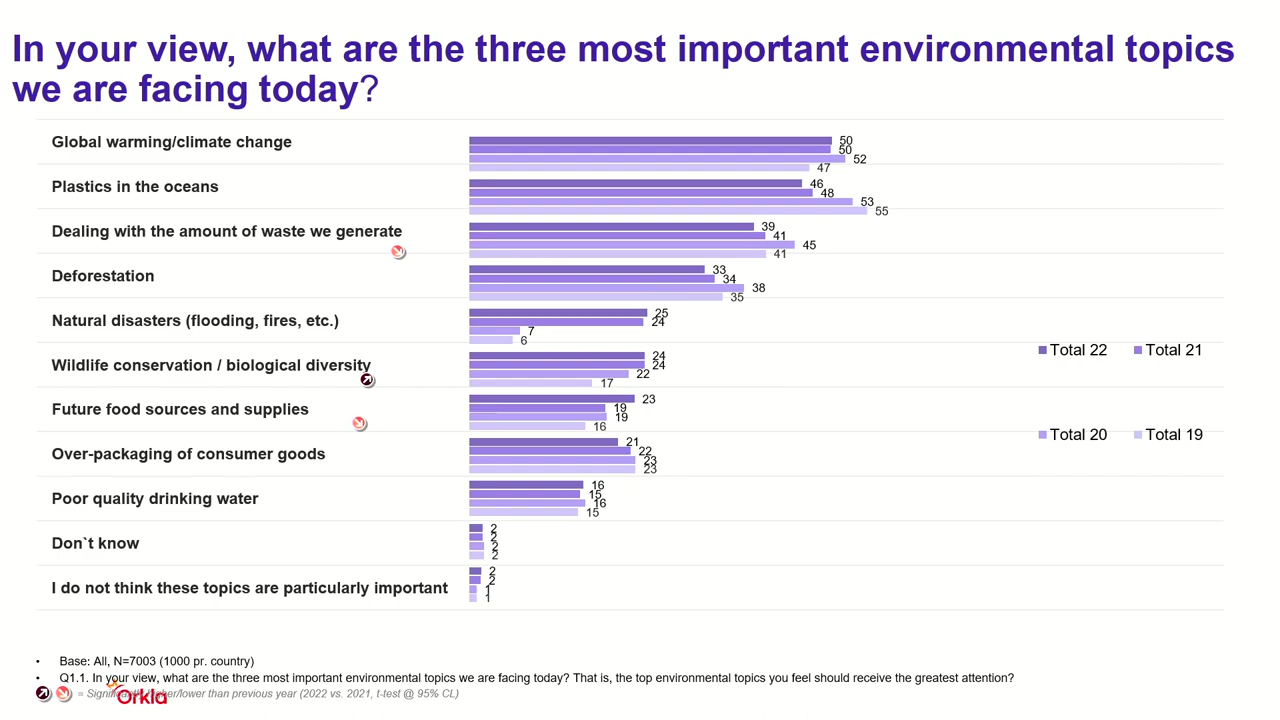 In your view, what are the three most important environmental topics
we are facing today?
Global warming/climate change
50
50
52
47
Plastics in the oceans
46
48
53
55
Dealing with the amount of waste we generate
39
41
45
41
Deforestation
33
34
38
35
Natural disasters (flooding, fires, etc.)
25
24
7
6
Wildlife conservation / biological diversity
24
24
22
17
Future food sources and supplies
23
19
19
16
Over-packaging of consumer goods
21
22
23
23
Poor quality drinking water
16
15
16
15
Don`t know
2
2
2
2
I do not think these topics are particularly important
2
2
1
1
Total 22 Total 21
Total 20 Total 19
• Base: All, N=7003 (1000 pr. country)
• Q1.1. In your view, what are the three most important environmental topics we are facing today? That is, the top environmental topics you feel should receive the greatest attention?
= Significantly higher/lower than previous year (2022 vs. 2021, t-test @ 95% CL)
Orkla